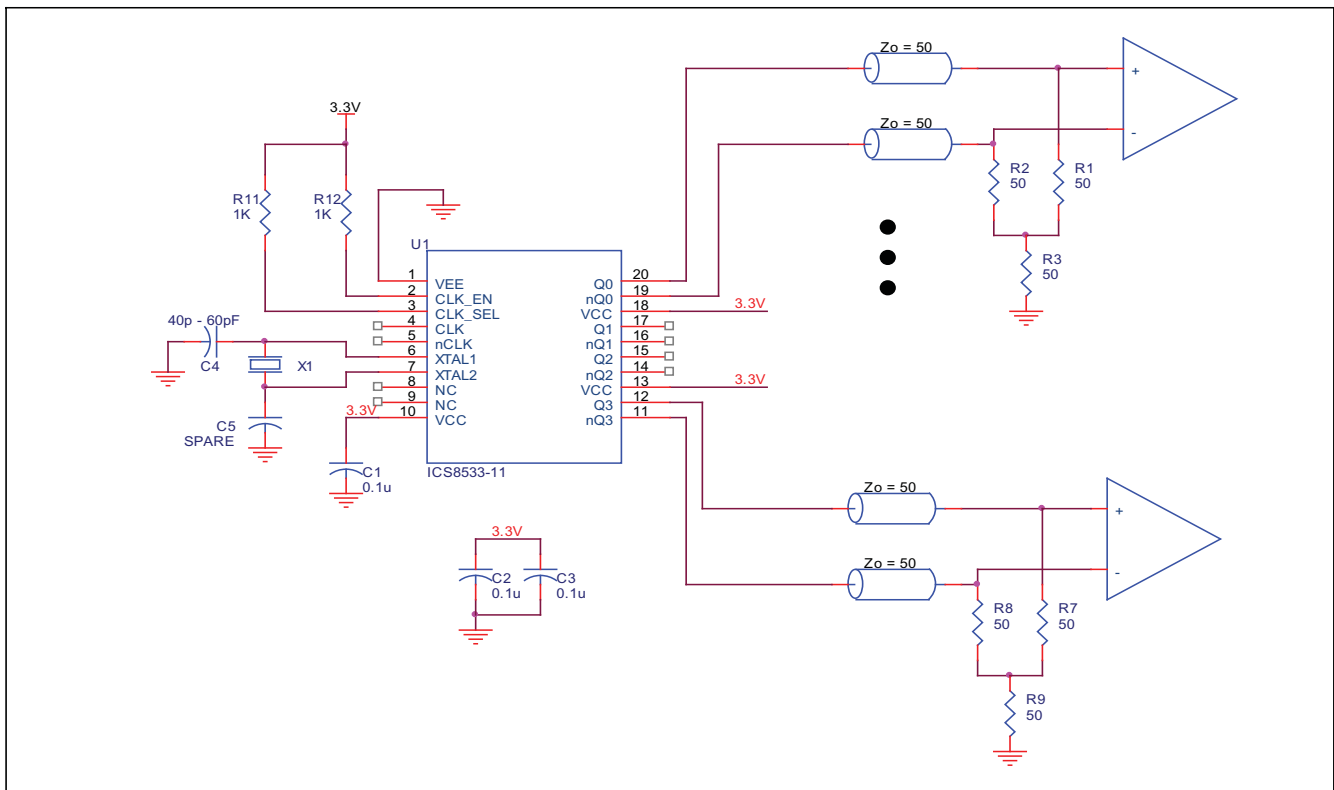 Zo = 50
+
Zo = 50
-
3.3V
R11
1K
R12
1K
R2
50
R1
50
R3
50
U1
1
VEE
2
CLK_EN
3
CLK_SEL
4
CLK
5
nCLK
6
XTAL1
7
XTAL2
8
NC
9
NC
10
VCC
20
Q0
19
nQ0
18
VCC
17
Q1
16
nQ1
15
Q2
14
nQ2
13
VCC
12
Q3
11
nQ3
3.3V
3.3V
40p - 60pF
C4
X1
C5
SPARE
3.3V
C1
0.1u
ICS8533-11
3.3V
C2
0.1u
C3
0.1u
Zo = 50
+
Zo = 50
-
R8
50
R7
50
R9
50